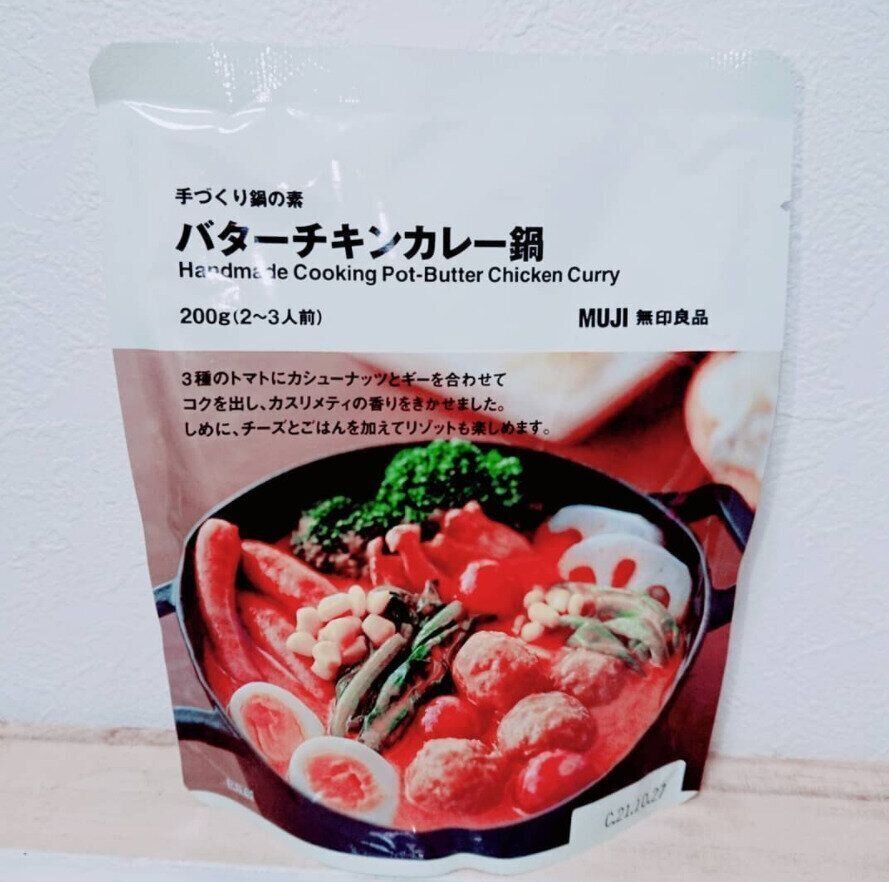 手づくり鍋の素
バターチキンカレー鍋
Handmade Cooking Pot-Butter Chicken Curry
200g(2〜3人前)
MUJI 無印良品
3種のトマトにカシューナッツとギーを合わせて
コクを出し、カスリメティの香りをきかせました。
しめに、チーズとごはんを加えてリゾットも楽しめます。
C.21.10.27